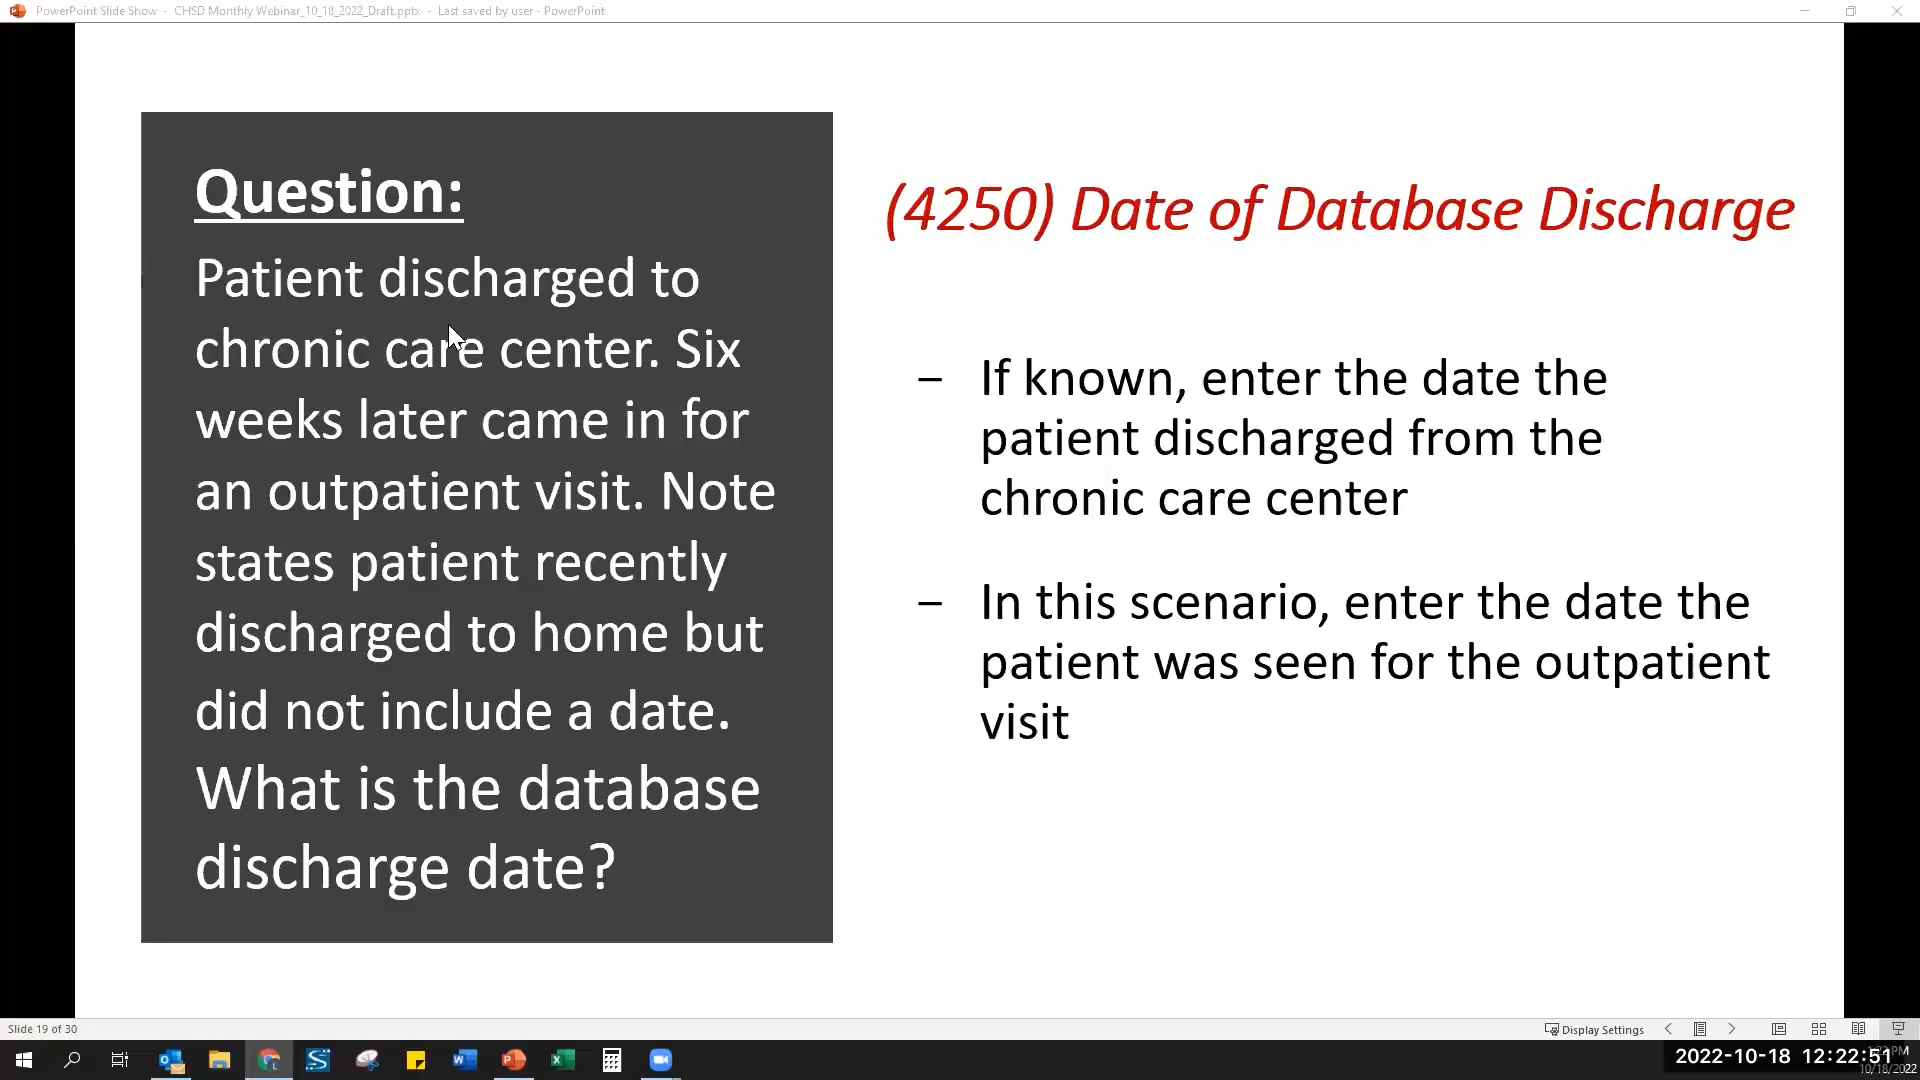 PowerPoint Slide Show - CHSD Monthly Webinar_10_18_2022_Draft.pptx - Last saved by user - PowerPoint
Question:
Patient discharged to
chronic care center. Six
weeks later came in for
an outpatient visit. Note
states patient recently
discharged to home but
did not include a date.
What is the database
discharge date?
(4250) Date of Database Discharge
– If known, enter the date the
patient discharged from the
chronic care center
– In this scenario, enter the date the
patient was seen for the outpatient
visit
Slide 19 of 30
Display Settings
2022-10-18 12:22:51
10/18/2022
22